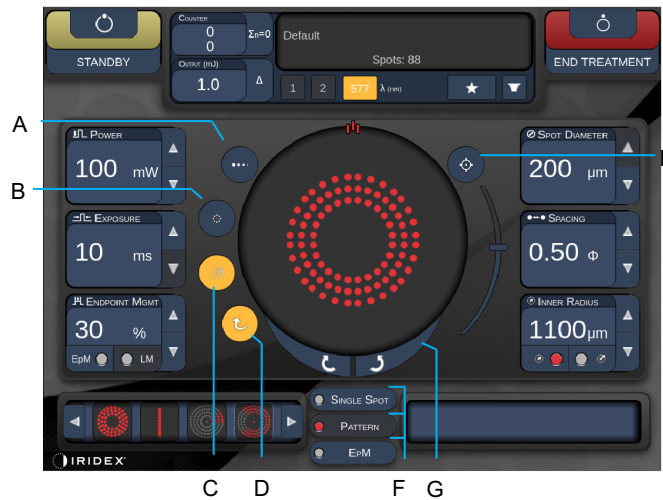 COUNTER
0
0
Σn=0
OUTPUT (mJ)
1.0
Δ
Default
Spots: 88
1 2 577 λ (nm)
STANDBY
END TREATMENT
A
B
POWER
100 mW
EXPOSURE
10 ms
ENDPOINT MGMT
30 %
EpM
LM
SPOT DIAMETER
200 µm
SPACING
0.50 Φ
INNER RADIUS
1100µm
SINGLE SPOT
PATTERN
EPM
IRIDEX
C D F G